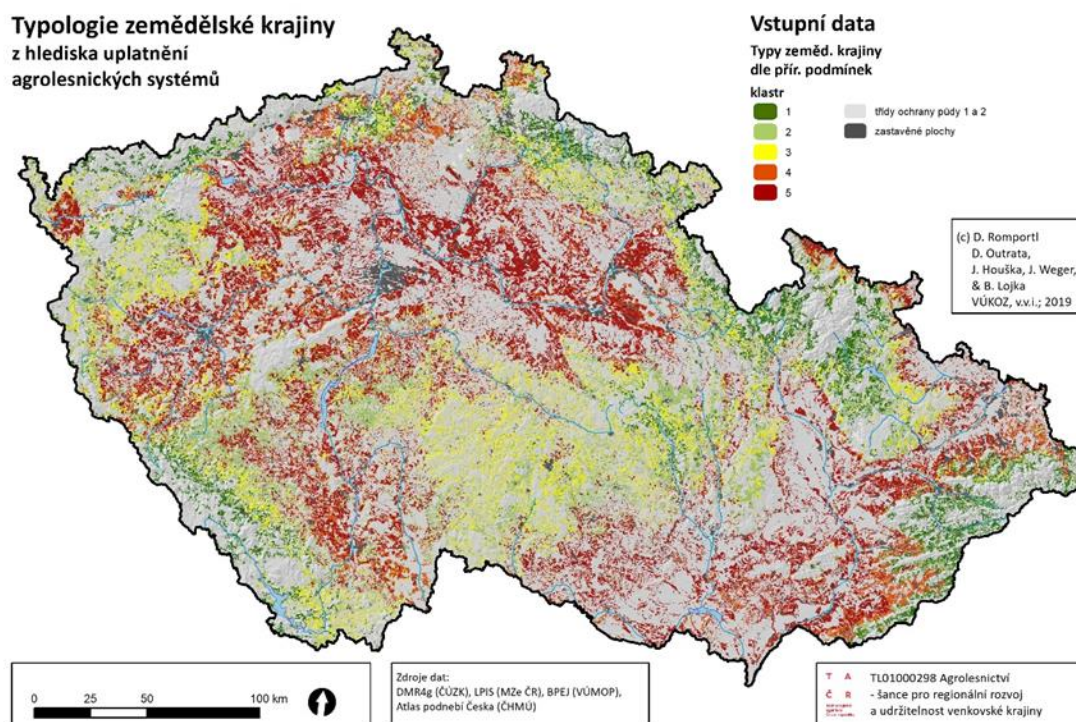 Typologie zemědělské krajiny
z hlediska uplatnění
agrolesnických systémů
Vstupní data
Typy zeměd. krajiny
dle přír. podmínek
klastr
1
2
3
4
5
třídy ochrany půdy 1 a 2
zastavěné plochy
(c) D. Romportl
D. Outrata,
J. Houška, J. Weger,
& B. Lojka
VÚKOZ, v.v.i.; 2019
0 25 50 100 km
Zdroje dat:
DMR4g (ČÚZK), LPIS (MZe ČR), BPEJ (VÚMOP),
Atlas podnebí Česka (ČHMÚ)
T A
Č R
TL01000298 Agrolesnictví
- šance pro regionální rozvoj
a udržitelnost venkovské krajiny